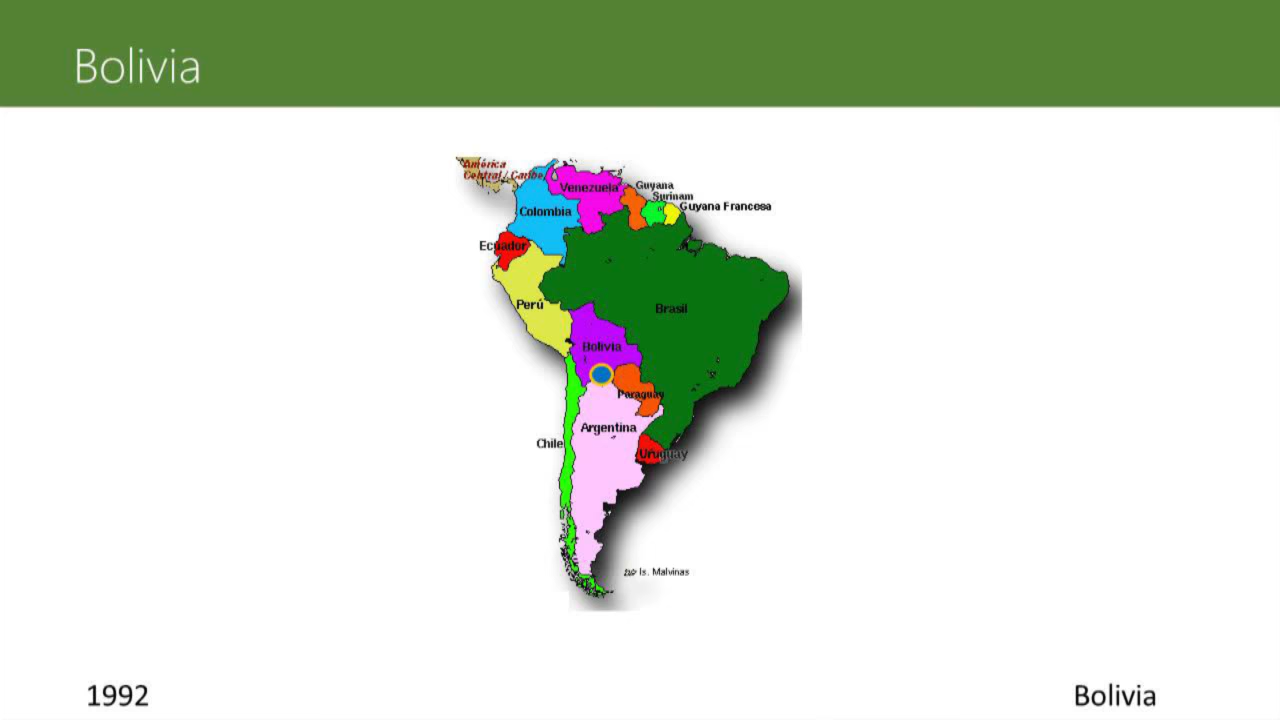 Bolivia
América
Central / Caribe
Venezuela
Guyana
Surinam
Guyana Francesa
Colombia
Ecuador
Perú
Brasil
Bolivia
Paraguay
Argentina
Chile
Uruguay
Is. Malvinas
1992
Bolivia